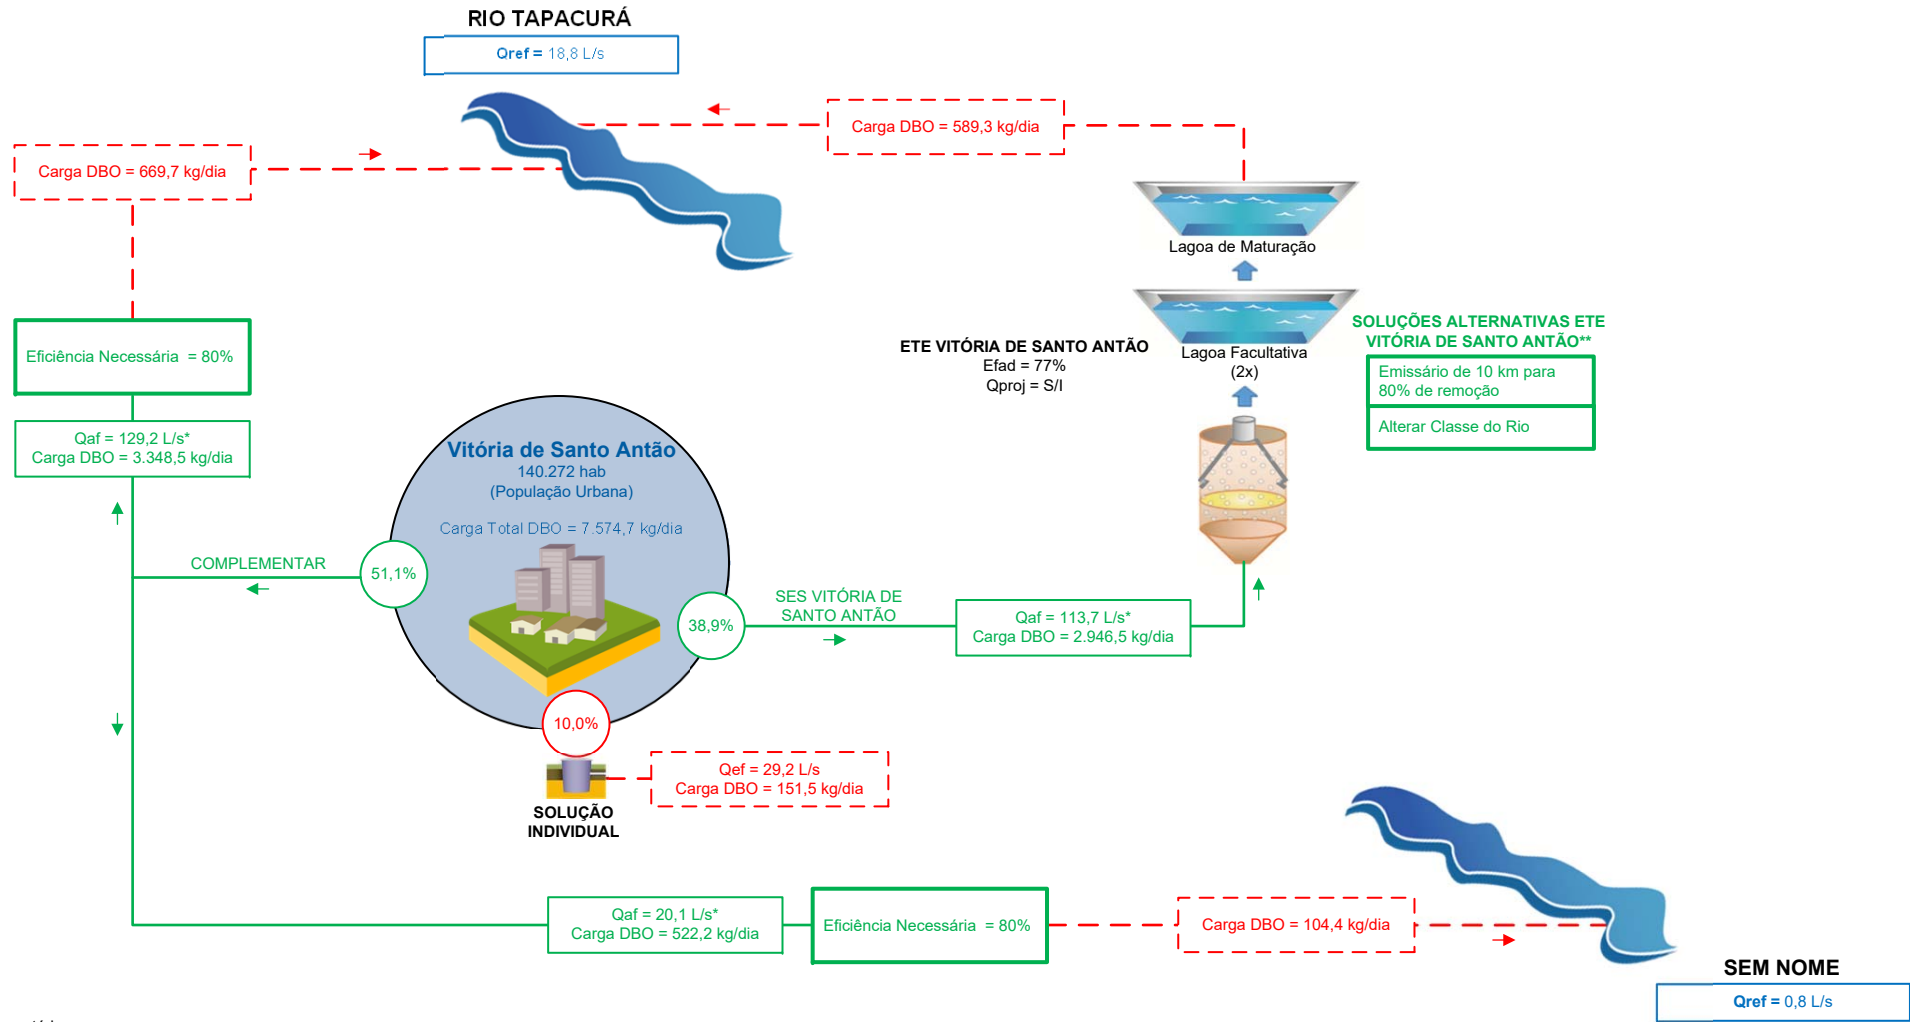 RIO TAPACURÁ
Qref = 18,8 L/s
Carga DBO = 589,3 kg/dia
Carga DBO = 669,7 kg/dia
Lagoa de Maturação
Eficiência Necessária = 80%
ETE VITÓRIA DE SANTO ANTÃO
Efad = 77%
Qproj = S/I
Lagoa Facultativa
(2x)
SOLUÇÕES ALTERNATIVAS ETE
VITÓRIA DE SANTO ANTÃO**
Emissário de 10 km para
80% de remoção
Alterar Classe do Rio
Qaf = 129,2 L/s*
Carga DBO = 3.348,5 kg/dia
Vitória de Santo Antão
140.272 hab
(População Urbana)
Carga Total DBO = 7.574,7 kg/dia
COMPLEMENTAR
51,1%
38,9%
SES VITÓRIA DE
SANTO ANTÃO
Qaf = 113,7 L/s*
Carga DBO = 2.946,5 kg/dia
10,0%
Qef = 29,2 L/s
Carga DBO = 151,5 kg/dia
SOLUÇÃO
INDIVIDUAL
Qaf = 20,1 L/s*
Carga DBO = 522,2 kg/dia
Eficiência Necessária = 80%
Carga DBO = 104,4 kg/dia
SEM NOME
Qref = 0,8 L/s